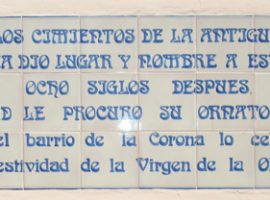 LOS CIMIENTOS DE LA ANTIGU
A DIO LUGAR Y NOMBRE A ES
OCHO SIGLOS DESPUES,
D LE PROCURO SU ORNATO
el barrio de la Corona lo ce
estividad de la Virgen de la O